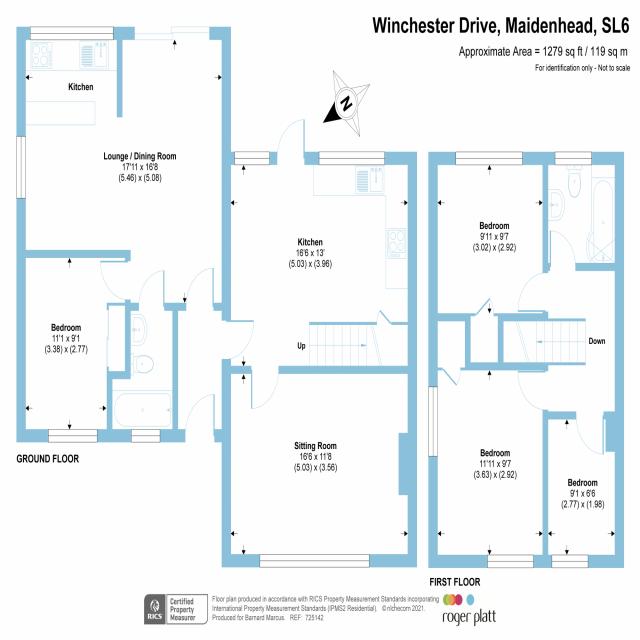 Winchester Drive, Maidenhead, SL6
Approximate Area = 1279 sq ft / 119 sq m
For identification only - Not to scale
N
Kitchen
Lounge / Dining Room
17'11 x 16'8
(5.46) x (5.08)
Kitchen
16'6 x 13'
(5.03) x (3.96)
Bedroom
9'11 x 9'7
(3.02) x (2.92)
Bedroom
11'1 x 9'1
(3.38) x (2.77)
Up
Down
Sitting Room
16'6 x 11'8
(5.03) x (3.56)
Bedroom
11'11 x 9'7
(3.63) x (2.92)
Bedroom
9'1 x 6'6
(2.77) x (1.98)
GROUND FLOOR
FIRST FLOOR
RICS
Certified
Property
Measurer
Floor plan produced in accordance with RICS Property Measurement Standards incorporating
International Property Measurement Standards (IPMS2 Residential). © nichecom 2021.
Produced for Barnard Marcus. REF: 725142
roger platt